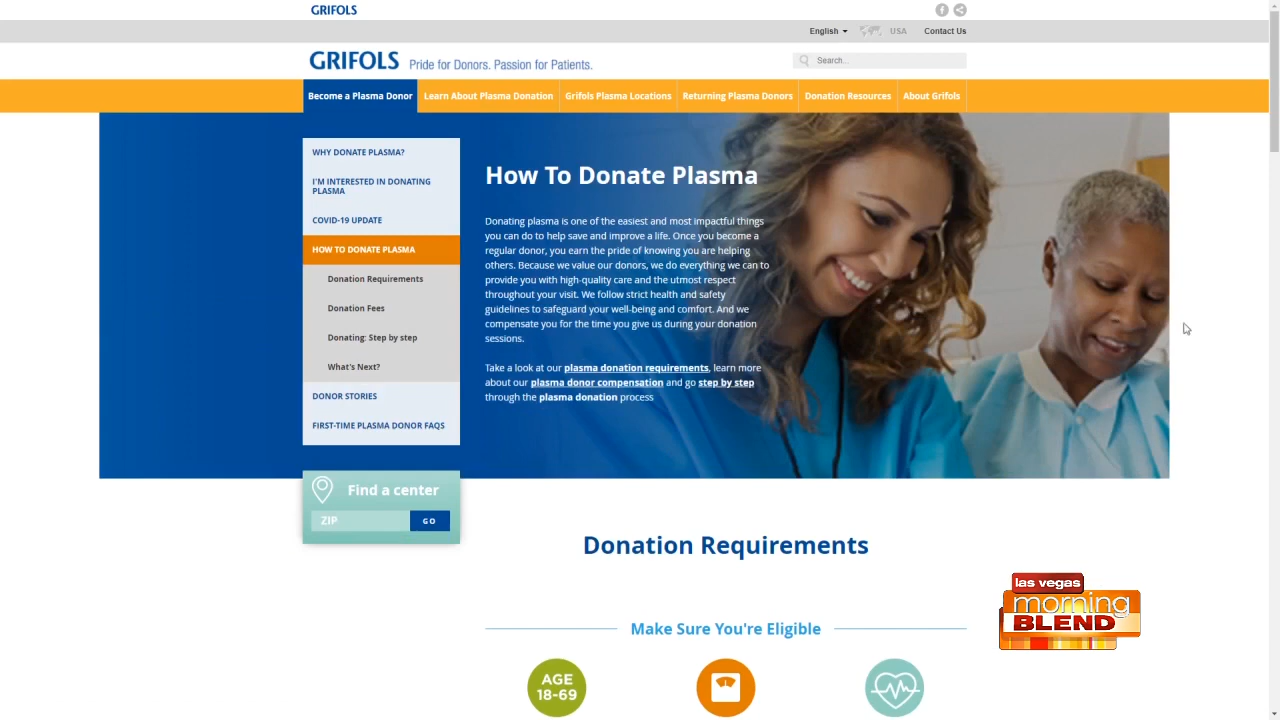 GRIFOLS
English
USA
Contact Us
GRIFOLS Pride for Donors. Passion for Patients.
Search...
Become a Plasma Donor
Learn About Plasma Donation
Grifols Plasma Locations
Returning Plasma Donors
Donation Resources
About Grifols
WHY DONATE PLASMA?
I'M INTERESTED IN DONATING
PLASMA
COVID-19 UPDATE
HOW TO DONATE PLASMA
Donation Requirements
Donation Fees
Donating: Step by step
What's Next?
DONOR STORIES
FIRST-TIME PLASMA DONOR FAQS
Find a center
ZIP
GO
How To Donate Plasma
Donating plasma is one of the easiest and most impactful things
you can do to help save and improve a life. Once you become a
regular donor, you earn the pride of knowing you are helping
others. Because we value our donors, we do everything we can to
provide you with high-quality care and the utmost respect
throughout your visit. We follow strict health and safety
guidelines to safeguard your well-being and comfort. And we
compensate you for the time you give us during your donation
sessions.
Take a look at our plasma donation requirements, learn more
about our plasma donor compensation and go step by step
through the plasma donation process
Donation Requirements
Make Sure You're Eligible
AGE
18-69
las vegas
morning
BLEND